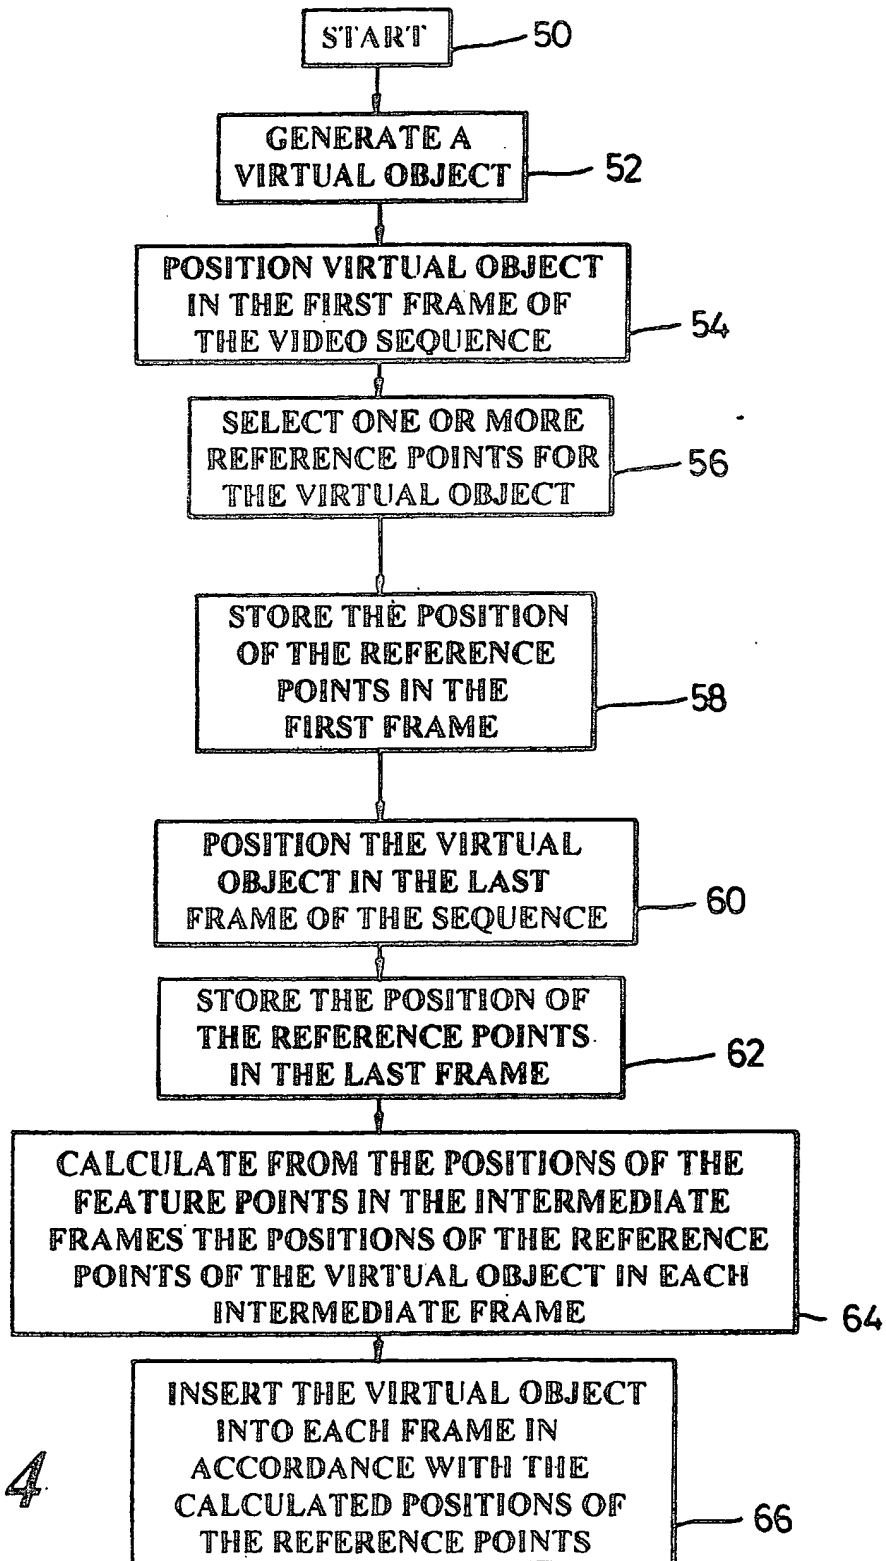 START
50
GENERATE A
VIRTUAL OBJECT
52
POSITION VIRTUAL OBJECT
IN THE FIRST FRAME OF
THE VIDEO SEQUENCE
54
SELECT ONE OR MORE
REFERENCE POINTS FOR
THE VIRTUAL OBJECT
56
STORE THE POSITION
OF THE REFERENCE
POINTS IN THE
FIRST FRAME
58
POSITION THE VIRTUAL
OBJECT IN THE LAST
FRAME OF THE SEQUENCE
60
STORE THE POSITION OF
THE REFERENCE POINTS
IN THE LAST FRAME
62
CALCULATE FROM THE POSITIONS OF THE
FEATURE POINTS IN THE INTERMEDIATE
FRAMES THE POSITIONS OF THE REFERENCE
POINTS OF THE VIRTUAL OBJECT IN EACH
INTERMEDIATE FRAME
64
INSERT THE VIRTUAL OBJECT
INTO EACH FRAME IN
ACCORDANCE WITH THE
CALCULATED POSITIONS OF
THE REFERENCE POINTS
66
4